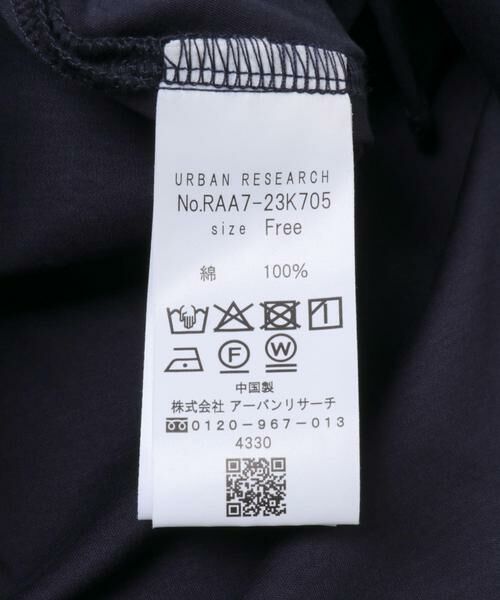 URBAN RESEARCH
No.RAA7-23K705
size Free
綿 100%
F W
中国製
株式会社 アーバンリサーチ
0120-967-013
4330